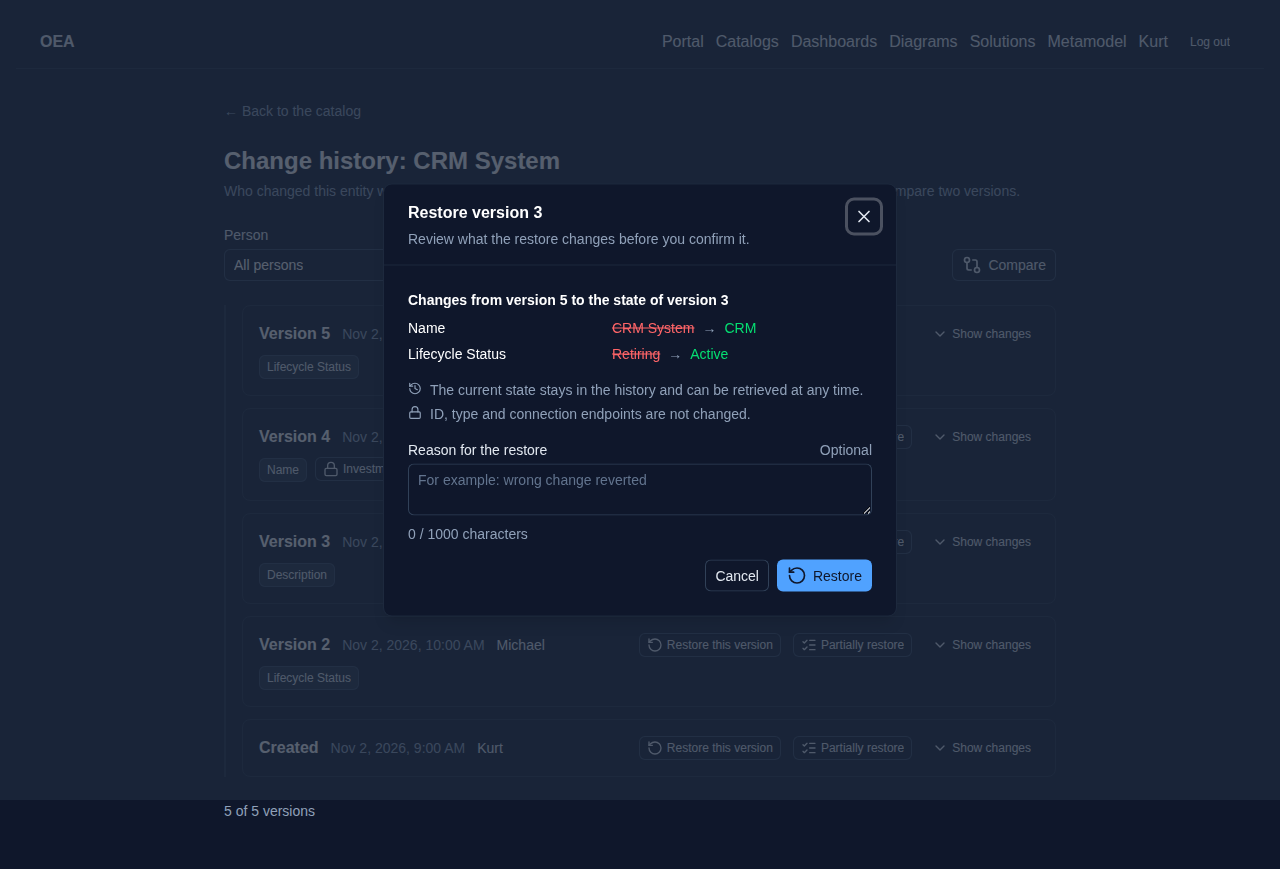 OEA
Portal Catalogs Dashboards Diagrams Solutions Metamodel Kurt Log out
← Back to the catalog
Change history: CRM System
Who changed this entity
mpare two versions.
Person
All persons
Compare
Restore version 3
Review what the restore changes before you confirm it.
Changes from version 5 to the state of version 3
Name CRM System → CRM
Lifecycle Status Retiring → Active
The current state stays in the history and can be retrieved at any time.
ID, type and connection endpoints are not changed.
Reason for the restore Optional
For example: wrong change reverted
0 / 1000 characters
Cancel Restore
Version 5 Nov 2, Show changes
Lifecycle Status
Version 4 Nov 2, Show changes
Name
Version 3 Nov 2, Show changes
Description
Version 2 Nov 2, 2026, 10:00 AM Michael Restore this version Partially restore Show changes
Lifecycle Status
Created Nov 2, 2026, 9:00 AM Kurt Restore this version Partially restore Show changes
5 of 5 versions